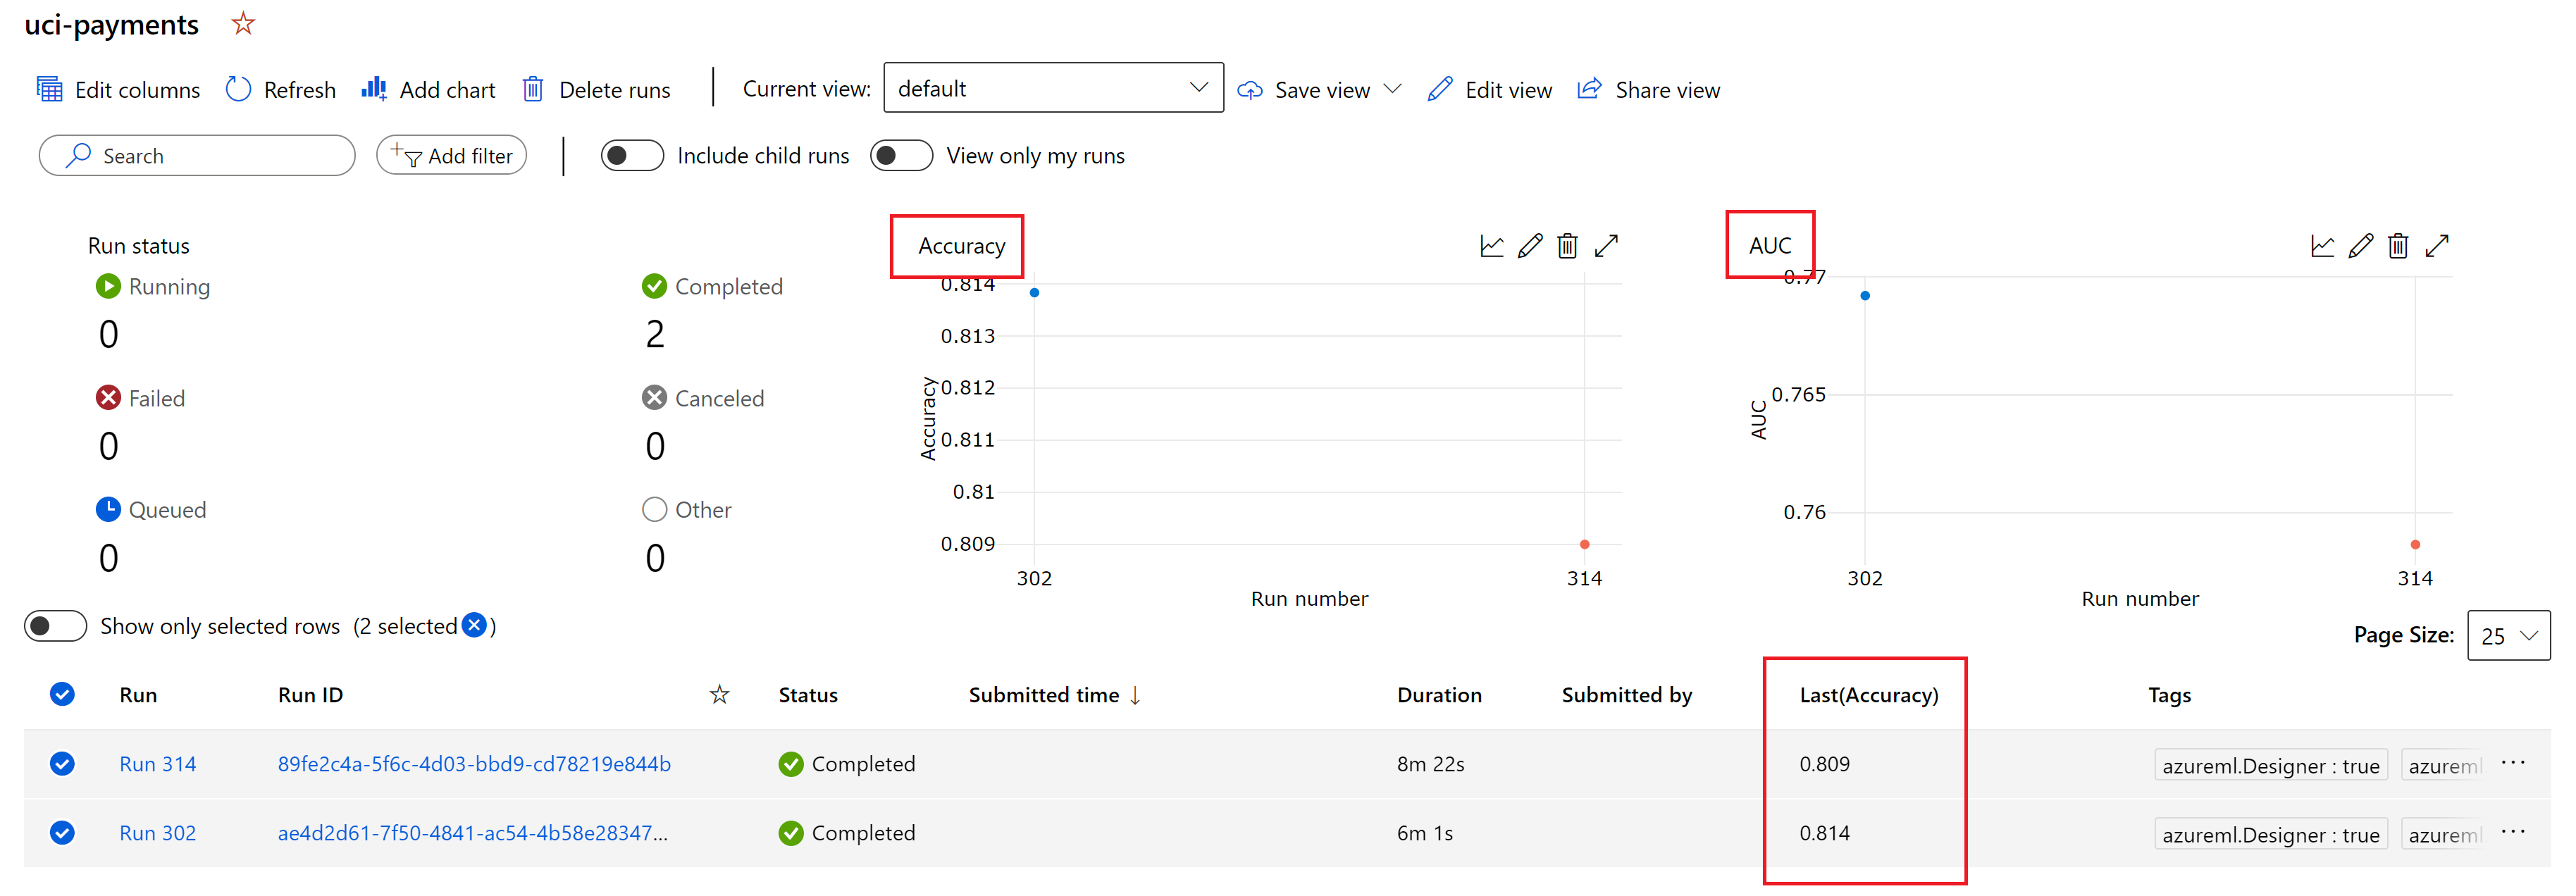 uci-payments
Edit columns Refresh Add chart Delete runs Current view: default Save view Edit view Share view
Search Add filter Include child runs View only my runs
Run status
Running Completed
0 2
Failed Canceled
0 0
Queued Other
0 0
Accuracy
0.814
0.813
0.812
0.811
0.81
0.809
Accuracy
302 314
Run number
AUC
0.77
0.765
0.76
AUC
302 314
Run number
Show only selected rows (2 selected )
Page Size: 25
Run Run ID Status Submitted time ↓ Duration Submitted by Last(Accuracy) Tags
Run 314 89fe2c4a-5f6c-4d03-bbd9-cd78219e844b Completed 8m 22s 0.809 azureml.Designer : true azureml ...
Run 302 ae4d2d61-7f50-4841-ac54-4b58e28347... Completed 6m 1s 0.814 azureml.Designer : true azureml ...